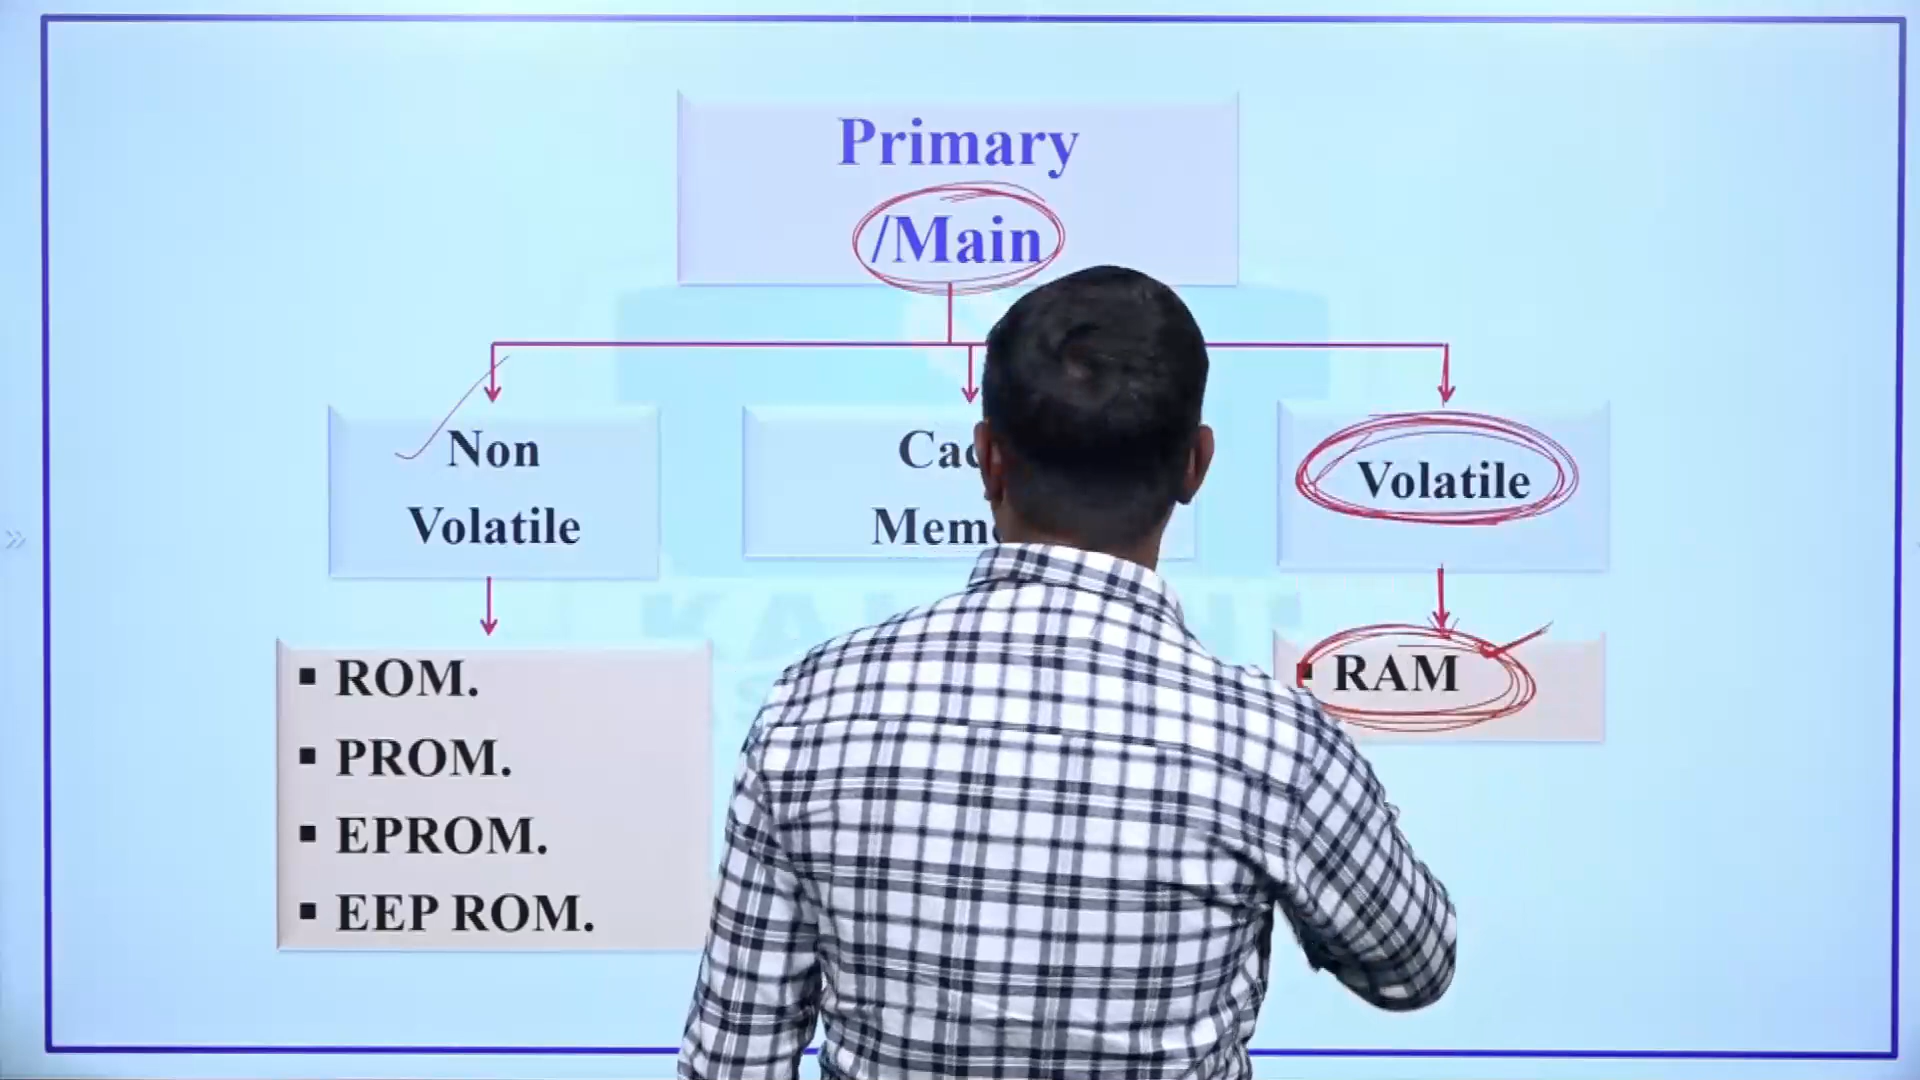 Primary
/Main
Non
Volatile
Volatile
ROM.
PROM.
EPROM.
EEP ROM.
RAM